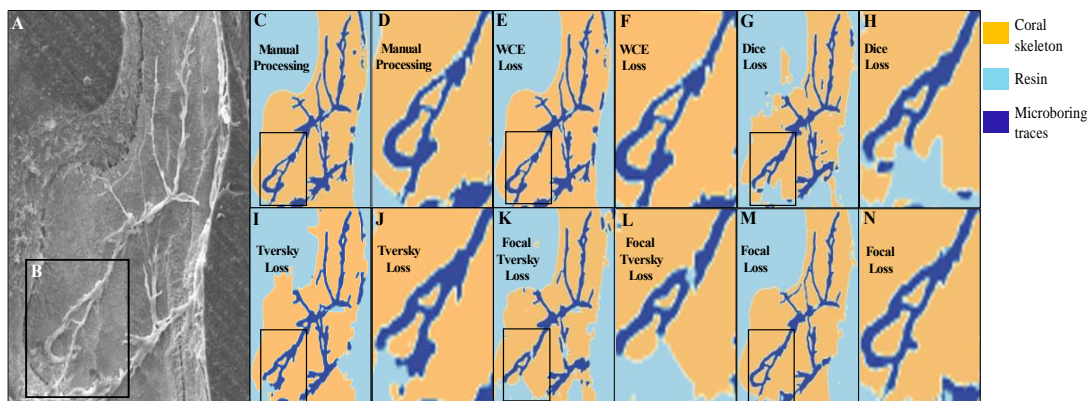 A
B
C
Manual
Processing
D
Manual
Processing
E
WCE
Loss
F
WCE
Loss
G
Dice
Loss
H
Dice
Loss
I
Tversky
Loss
J
Tversky
Loss
K
Focal
Tversky
Loss
L
Focal
Tversky
Loss
M
Focal
Loss
N
Focal
Loss
Coral
skeleton
Resin
Microboring
traces